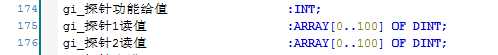 174 gi_探针功能给值 :INT;
175 gi_探针1读值 :ARRAY[0..100] OF DINT;
176 gi_探针2读值 :ARRAY[0..100] OF DINT;